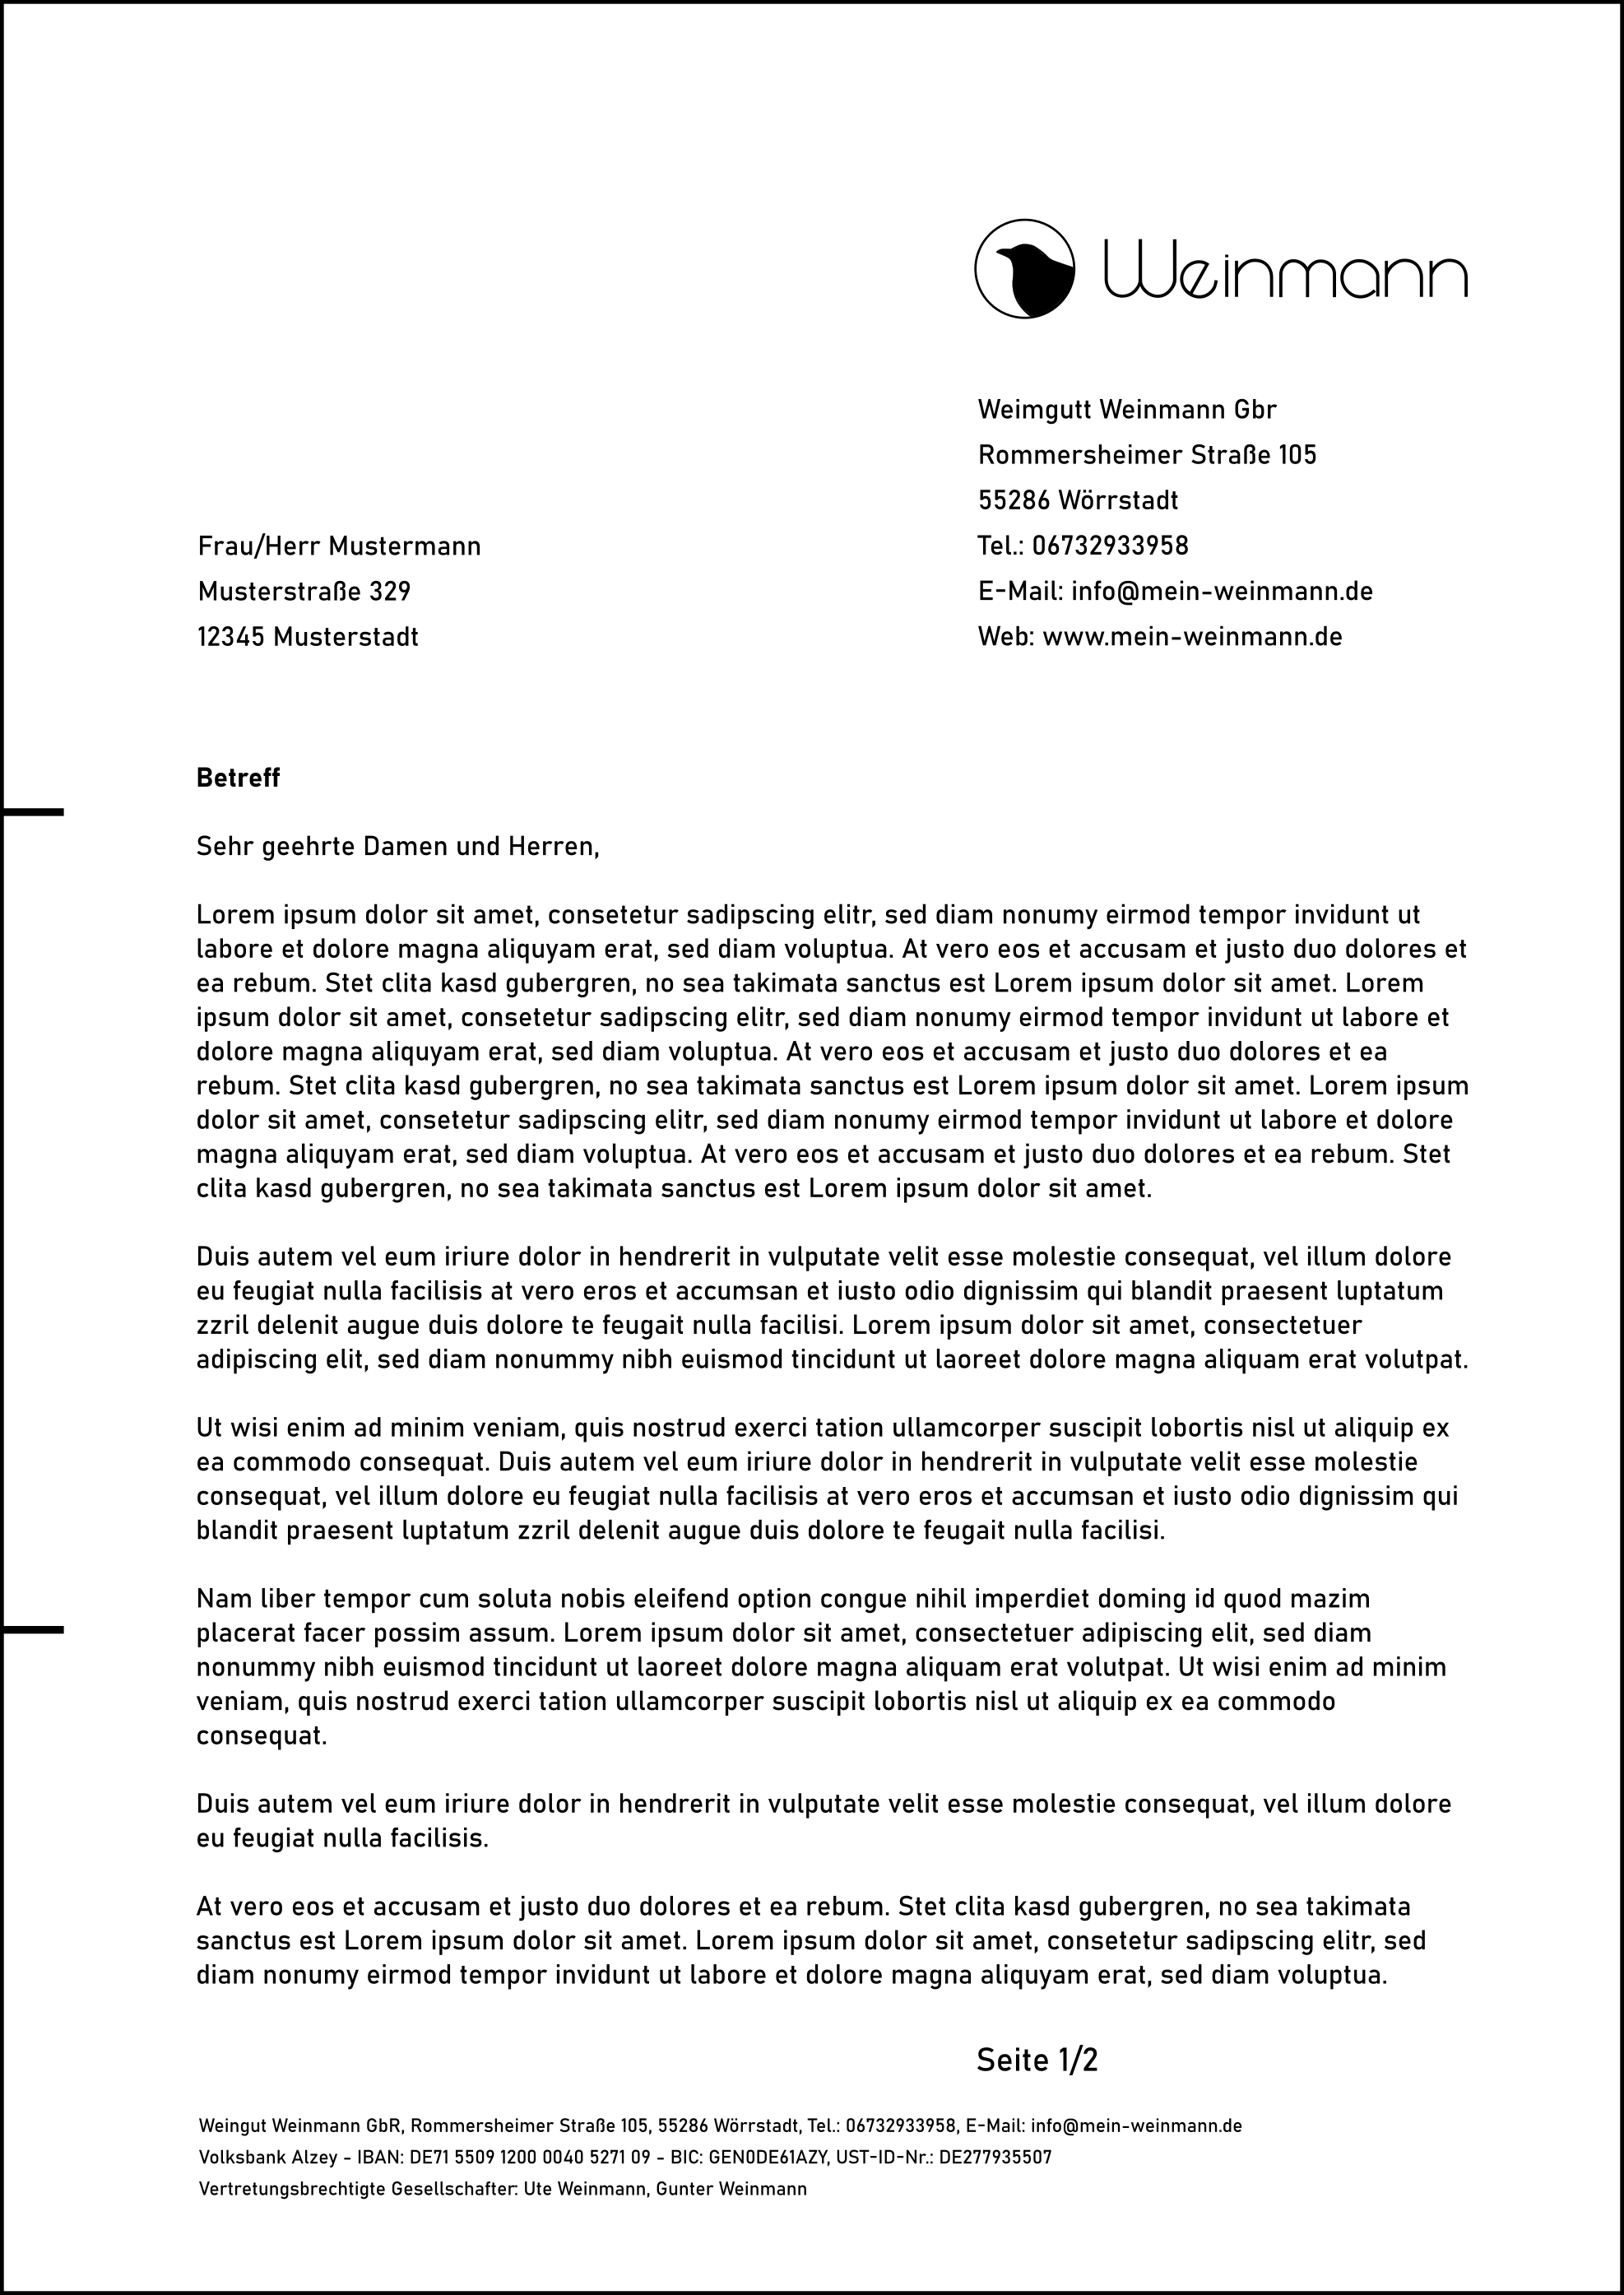 Weinmann
Weimgutt Weinmann Gbr
Rommersheimer Straße 105
55286 Wörrstadt
Tel.: 06732933958
E-Mail: info@mein-weinmann.de
Web: www.mein-weinmann.de
Frau/Herr Mustermann
Musterstraße 329
12345 Musterstadt
Betreff
Sehr geehrte Damen und Herren,
Lorem ipsum dolor sit amet, consetetur sadipscing elitr, sed diam nonumy eirmod tempor invidunt ut
labore et dolore magna aliquyam erat, sed diam voluptua. At vero eos et accusam et justo duo dolores et
ea rebum. Stet clita kasd gubergren, no sea takimata sanctus est Lorem ipsum dolor sit amet. Lorem
ipsum dolor sit amet, consetetur sadipscing elitr, sed diam nonumy eirmod tempor invidunt ut labore et
dolore magna aliquyam erat, sed diam voluptua. At vero eos et accusam et justo duo dolores et ea
rebum. Stet clita kasd gubergren, no sea takimata sanctus est Lorem ipsum dolor sit amet. Lorem ipsum
dolor sit amet, consetetur sadipscing elitr, sed diam nonumy eirmod tempor invidunt ut labore et dolore
magna aliquyam erat, sed diam voluptua. At vero eos et accusam et justo duo dolores et ea rebum. Stet
clita kasd gubergren, no sea takimata sanctus est Lorem ipsum dolor sit amet.
Duis autem vel eum iriure dolor in hendrerit in vulputate velit esse molestie consequat, vel illum dolore
eu feugiat nulla facilisis at vero eros et accumsan et iusto odio dignissim qui blandit praesent luptatum
zzril delenit augue duis dolore te feugait nulla facilisi. Lorem ipsum dolor sit amet, consectetuer
adipiscing elit, sed diam nonummy nibh euismod tincidunt ut laoreet dolore magna aliquam erat volutpat.
Ut wisi enim ad minim veniam, quis nostrud exerci tation ullamcorper suscipit lobortis nisl ut aliquip ex
ea commodo consequat. Duis autem vel eum iriure dolor in hendrerit in vulputate velit esse molestie
consequat, vel illum dolore eu feugiat nulla facilisis at vero eros et accumsan et iusto odio dignissim qui
blandit praesent luptatum zzril delenit augue duis dolore te feugait nulla facilisi.
Nam liber tempor cum soluta nobis eleifend option congue nihil imperdiet doming id quod mazim
placerat facer possim assum. Lorem ipsum dolor sit amet, consectetuer adipiscing elit, sed diam
nonummy nibh euismod tincidunt ut laoreet dolore magna aliquam erat volutpat. Ut wisi enim ad minim
veniam, quis nostrud exerci tation ullamcorper suscipit lobortis nisl ut aliquip ex ea commodo
consequat.
Duis autem vel eum iriure dolor in hendrerit in vulputate velit esse molestie consequat, vel illum dolore
eu feugiat nulla facilisis.
At vero eos et accusam et justo duo dolores et ea rebum. Stet clita kasd gubergren, no sea takimata
sanctus est Lorem ipsum dolor sit amet. Lorem ipsum dolor sit amet, consetetur sadipscing elitr, sed
diam nonumy eirmod tempor invidunt ut labore et dolore magna aliquyam erat, sed diam voluptua.
Seite 1/2
Weingut Weinmann GbR, Rommersheimer Straße 105, 55286 Wörrstadt, Tel.: 06732933958, E-Mail: info@mein-weinmann.de
Volksbank Alzey - IBAN: DE71 5509 1200 0040 5271 09 - BIC: GEN0DE61AZY, UST-ID-Nr.: DE277935507
Vertretungsbrechtigte Gesellschafter: Ute Weinmann, Gunter Weinmann